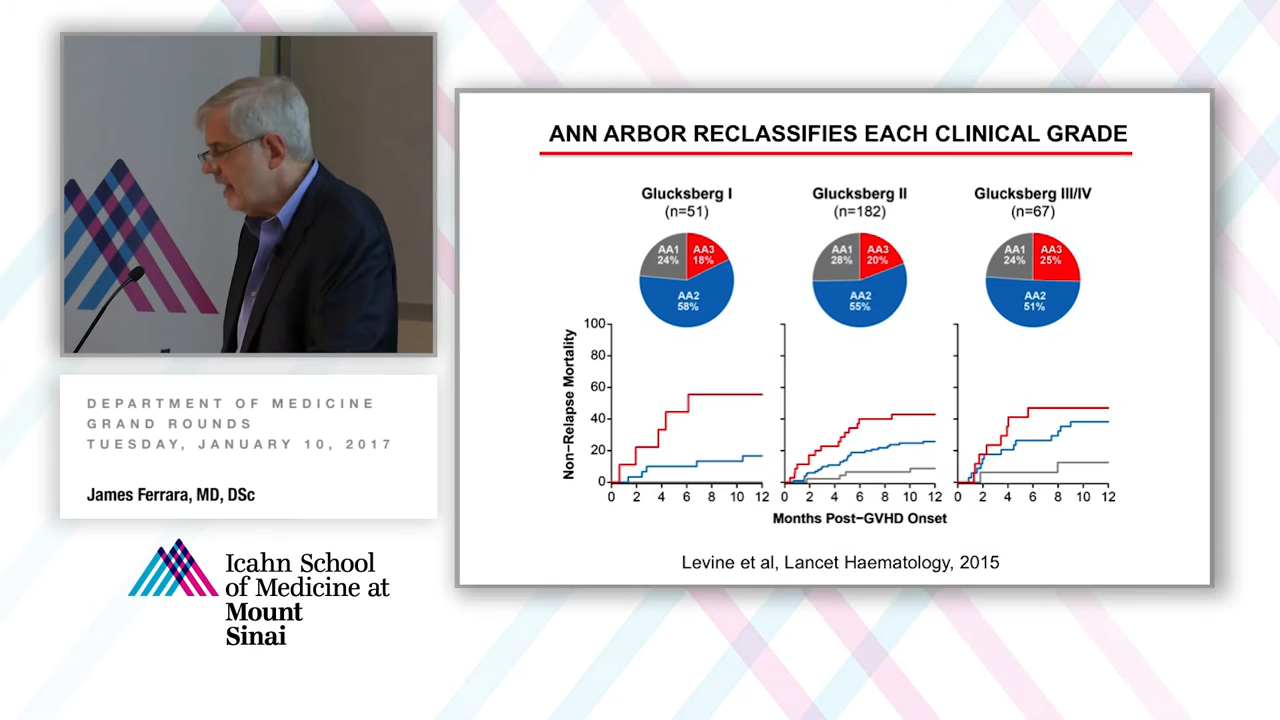 DEPARTMENT OF MEDICINE
GRAND ROUNDS
TUESDAY, JANUARY 10, 2017
James Ferrara, MD, DSc
Icahn School
of Medicine at
Mount
Sinai
ANN ARBOR RECLASSIFIES EACH CLINICAL GRADE
Glucksberg I
(n=51)
AA1
24%
AA3
18%
AA2
58%
Glucksberg II
(n=182)
AA1
28%
AA3
20%
AA2
55%
Glucksberg III/IV
(n=67)
AA1
24%
AA3
25%
AA2
51%
Non−Relapse Mortality
100
80
60
40
20
0
0 2 4 6 8 10 12
0 2 4 6 8 10 12
0 2 4 6 8 10 12
Months Post−GVHD Onset
Levine et al, Lancet Haematology, 2015